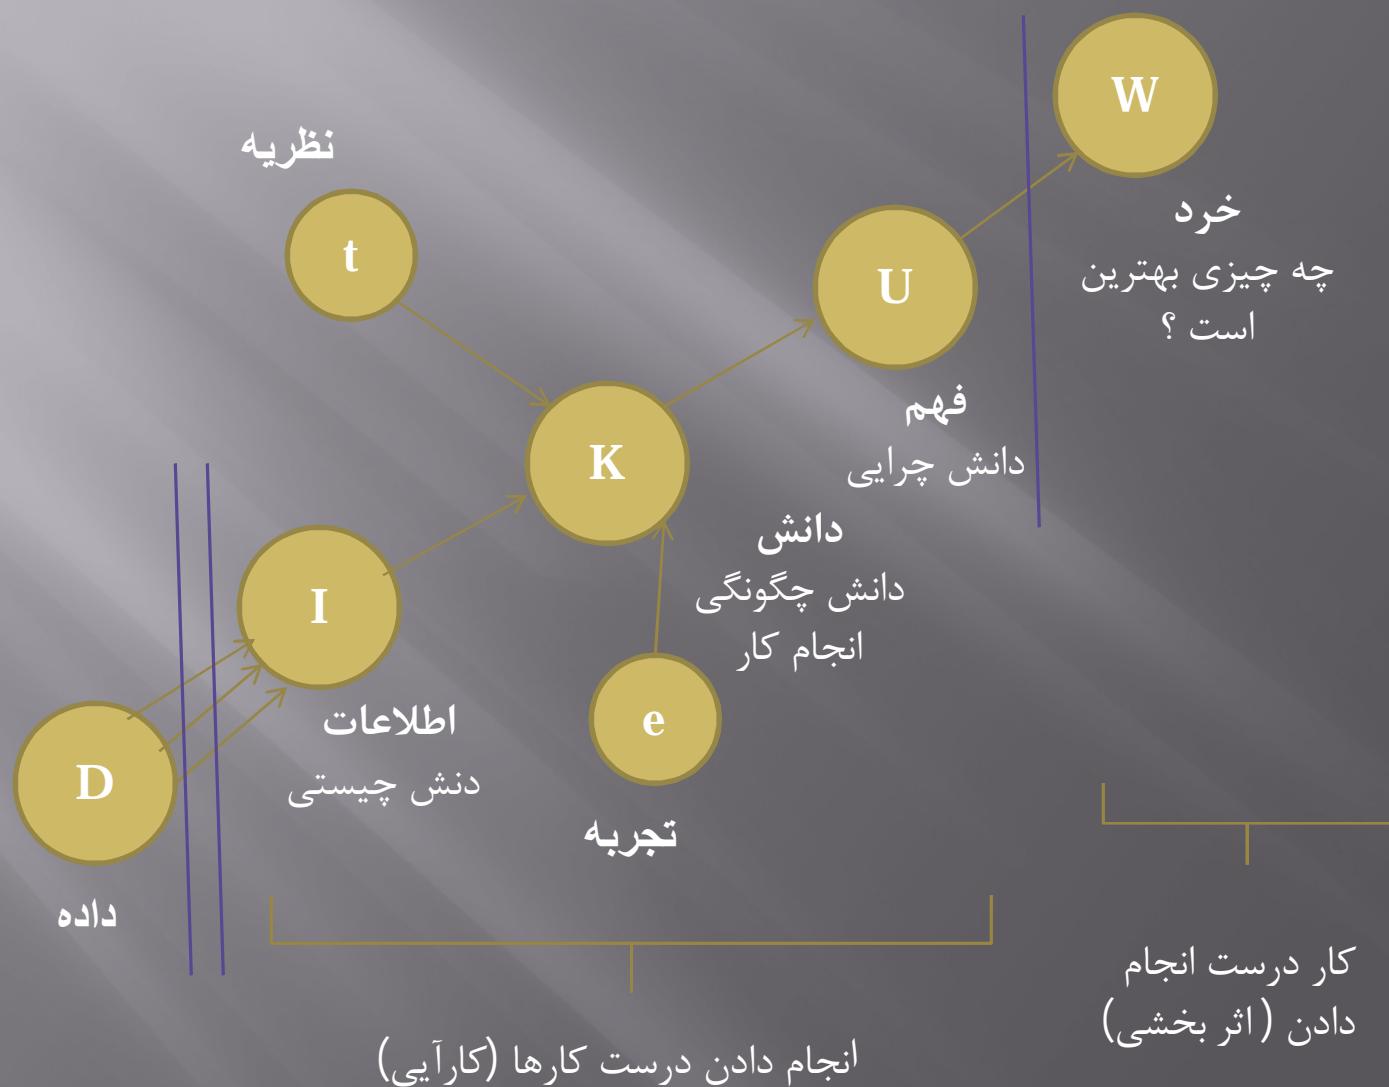 W
خرد
چه چیزی بهترین
است ؟
نظریه
t
U
فهم
دانش چرایی
K
دانش
دانش چگونگی
انجام کار
I
اطلاعات
دنش چیستی
e
تجربه
D
داده
کار درست انجام
دادن (اثر بخشی)
انجام دادن درست کارها (کارآیی)